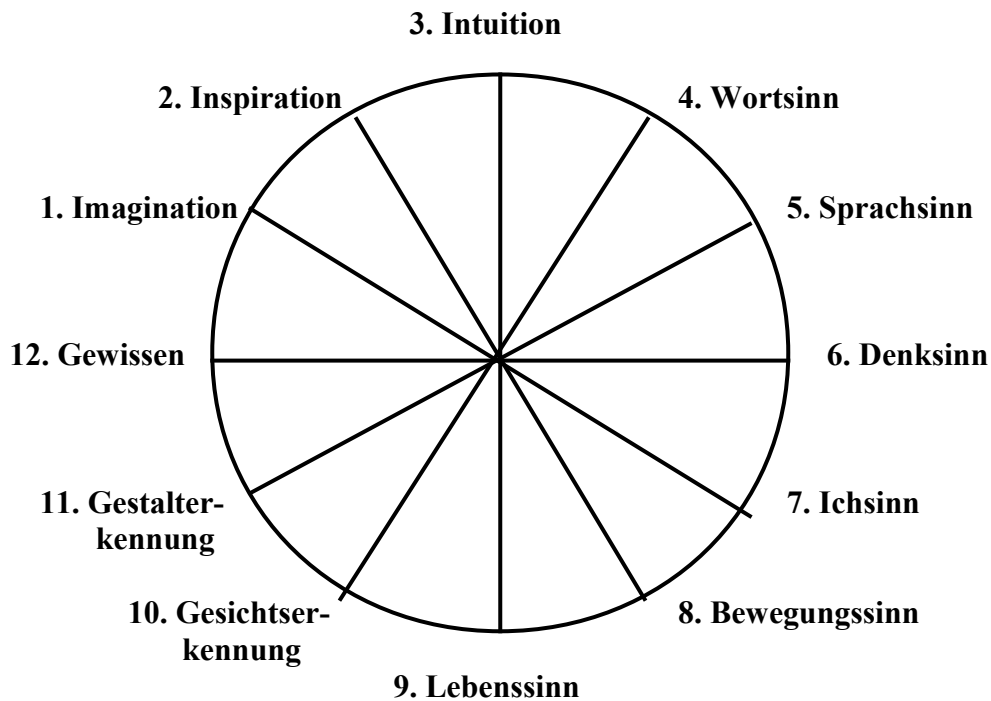 3. Intuition
2. Inspiration
4. Wortsinn
1. Imagination
5. Sprachsinn
12. Gewissen
6. Denksinn
11. Gestalter-
kennung
7. Ichsinn
10. Gesichtser-
kennung
8. Bewegungssinn
9. Lebenssinn